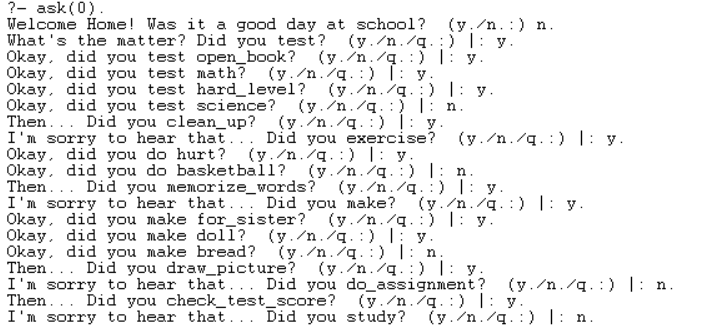 ?- ask(0).
Welcome Home! Was it a good day at school?  (y./n.:) n.
What's the matter? Did you test?  (y./n./q.:) |: y.
Okay, did you test open_book?  (y./n./q.:) |: y.
Okay, did you test math?  (y./n./q.:) |: y.
Okay, did you test hard_level?  (y./n./q.:) |: y.
Okay, did you test science?  (y./n./q.:) |: n.
Then... Did you clean_up?  (y./n./q.:) |: y.
I'm sorry to hear that... Did you exercise?  (y./n./q.:) |: y.
Okay, did you do hurt?  (y./n./q.:) |: y.
Okay, did you do basketball?  (y./n./q.:) |: n.
Then... Did you memorize_words?  (y./n./q.:) |: y.
I'm sorry to hear that... Did you make?  (y./n./q.:) |: y.
Okay, did you make for_sister?  (y./n./q.:) |: y.
Okay, did you make doll?  (y./n./q.:) |: y.
Okay, did you make bread?  (y./n./q.:) |: n.
Then... Did you draw_picture?  (y./n./q.:) |: y.
I'm sorry to hear that... Did you do_assignment?  (y./n./q.:) |: n.
Then... Did you check_test_score?  (y./n./q.:) |: y.
I'm sorry to hear that... Did you study?  (y./n./q.:) |: n.